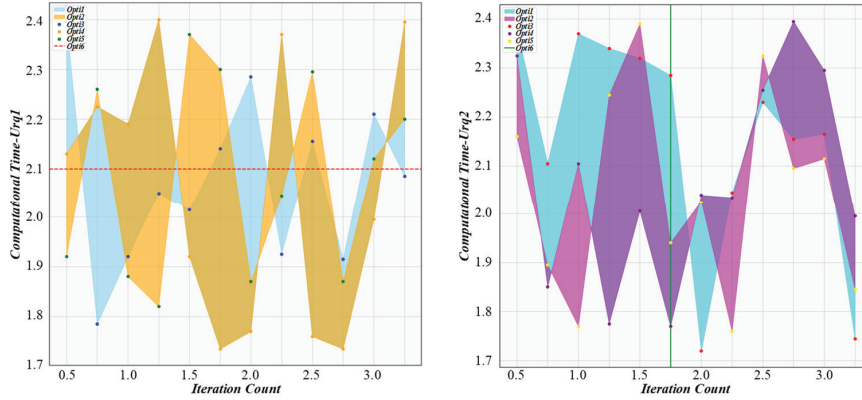 2.4
2.3
2.2
2.1
2.0
1.9
1.8
1.7
Computational Time-Urq1
Opti1
Opti2
Opti3
Opti4
Opti5
Opti6
0.5 1.0 1.5 2.0 2.5 3.0
Iteration Count
2.4
2.3
2.2
2.1
2.0
1.9
1.8
1.7
Computational Time-Urq2
Opti1
Opti2
Opti3
Opti4
Opti5
Opti6
0.5 1.0 1.5 2.0 2.5 3.0
Iteration Count